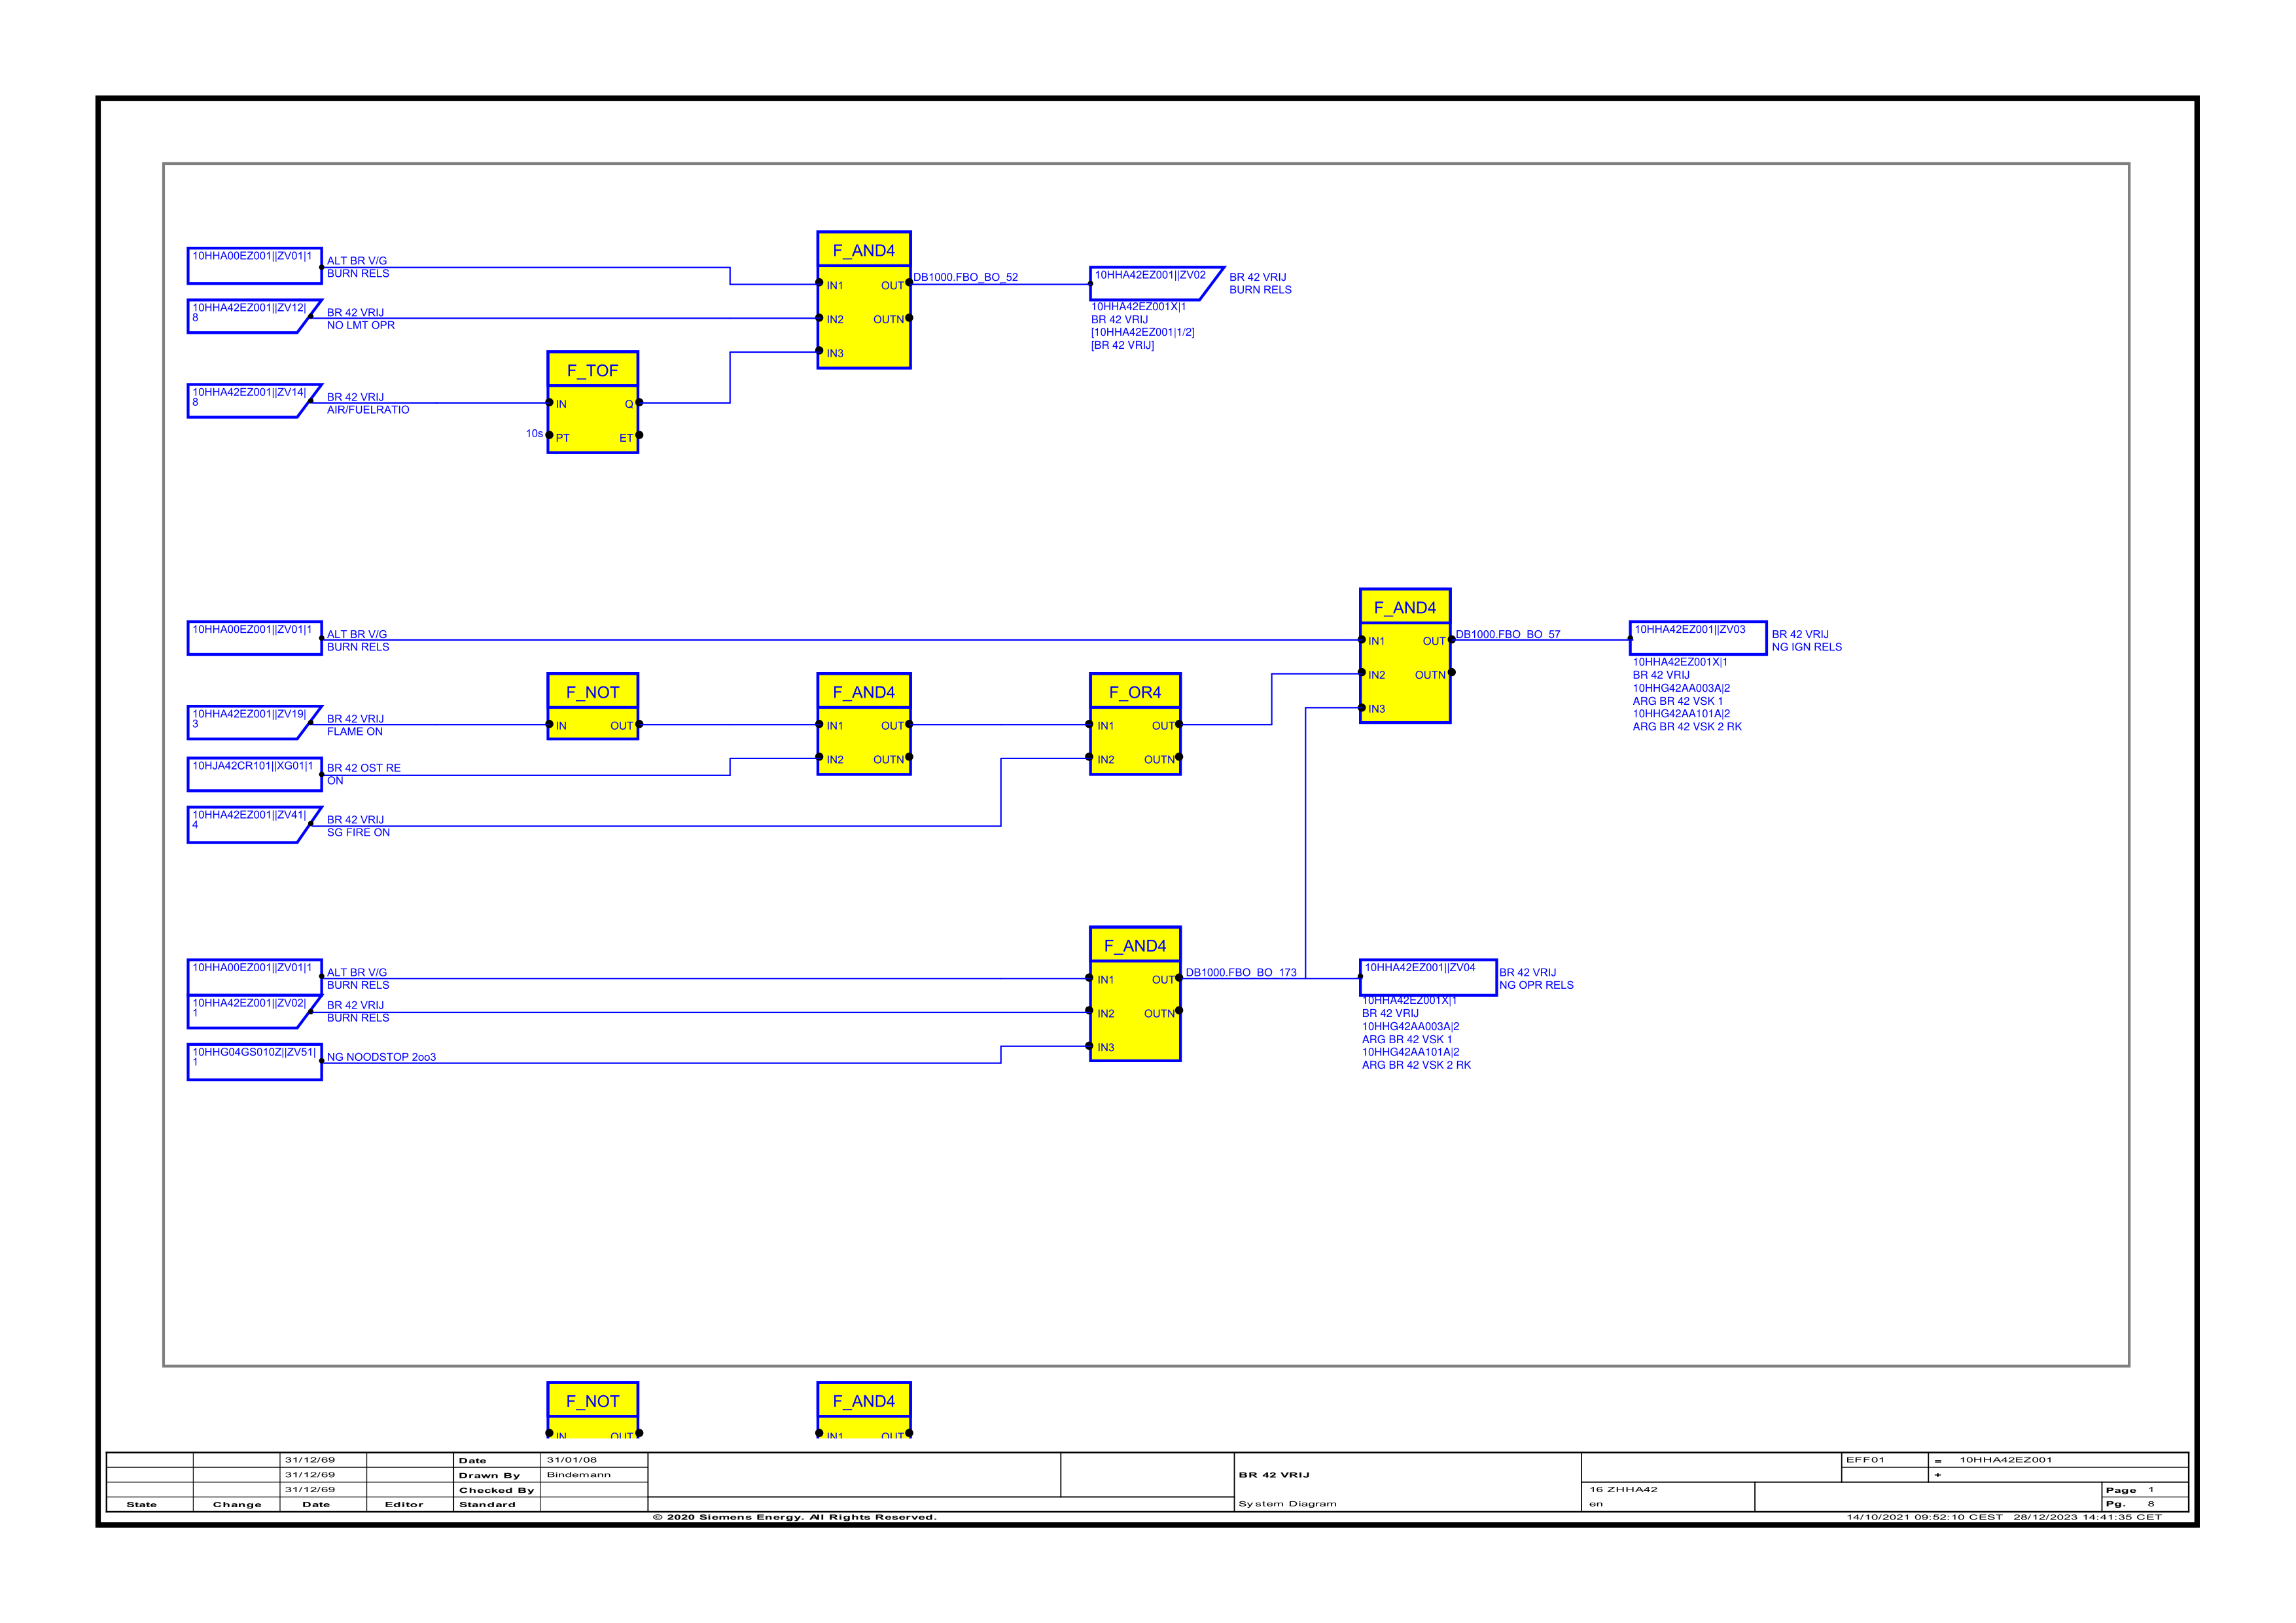 F_AND4
10HHA00EZ001||ZV01|1
ALT BR V/G
BURN RELS
IN1
OUT
DB1000.FBO_BO_52
10HHA42EZ001||ZV02
BR 42 VRIJ
BURN RELS
10HHA42EZ001||ZV12|
8
BR 42 VRIJ
NO LMT OPR
IN2
OUTN
10HHA42EZ001X|1
BR 42 VRIJ
[10HHA42EZ001|1/2]
[BR 42 VRIJ]
IN3
F_TOF
10HHA42EZ001||ZV14|
8
BR 42 VRIJ
AIR/FUELRATIO
IN
Q
10s
PT
ET
F_AND4
10HHA00EZ001||ZV01|1
ALT BR V/G
BURN RELS
IN1
OUT
DB1000.FBO_BO_57
10HHA42EZ001||ZV03
BR 42 VRIJ
NG IGN RELS
IN2
OUTN
10HHA42EZ001X|1
BR 42 VRIJ
10HHG42AA003A|2
ARG BR 42 VSK 1
10HHG42AA101A|2
ARG BR 42 VSK 2 RK
IN3
F_NOT
F_AND4
F_OR4
10HHA42EZ001||ZV19|
3
BR 42 VRIJ
FLAME ON
IN
OUT
IN1
OUT
IN1
OUT
10HJA42CR101||XG01|1
BR 42 OST RE
ON
IN2
OUTN
IN2
OUTN
10HHA42EZ001||ZV41|
4
BR 42 VRIJ
SG FIRE ON
F_AND4
10HHA00EZ001||ZV01|1
ALT BR V/G
BURN RELS
IN1
OUT
DB1000.FBO_BO_173
10HHA42EZ001||ZV04
BR 42 VRIJ
NG OPR RELS
10HHA42EZ001||ZV02|
1
BR 42 VRIJ
BURN RELS
IN2
OUTN
10HHA42EZ001X|1
BR 42 VRIJ
10HHG42AA003A|2
ARG BR 42 VSK 1
10HHG42AA101A|2
ARG BR 42 VSK 2 RK
10HHG04GS010Z||ZV51|
1
NG NOODSTOP 2oo3
IN3
F_NOT
F_AND4
IN
OUT
IN1
OUT
31/12/69
Date
31/01/08
EFF01
=
10HHA42EZ001
31/12/69
Drawn By
Bindemann
BR 42 VRIJ
+
31/12/69
Checked By
16 ZHHA42
Page 1
State
Change
Date
Editor
Standard
System Diagram
en
Pg. 8
© 2020 Siemens Energy. All Rights Reserved.
14/10/2021 09:52:10 CEST 28/12/2023 14:41:35 CET